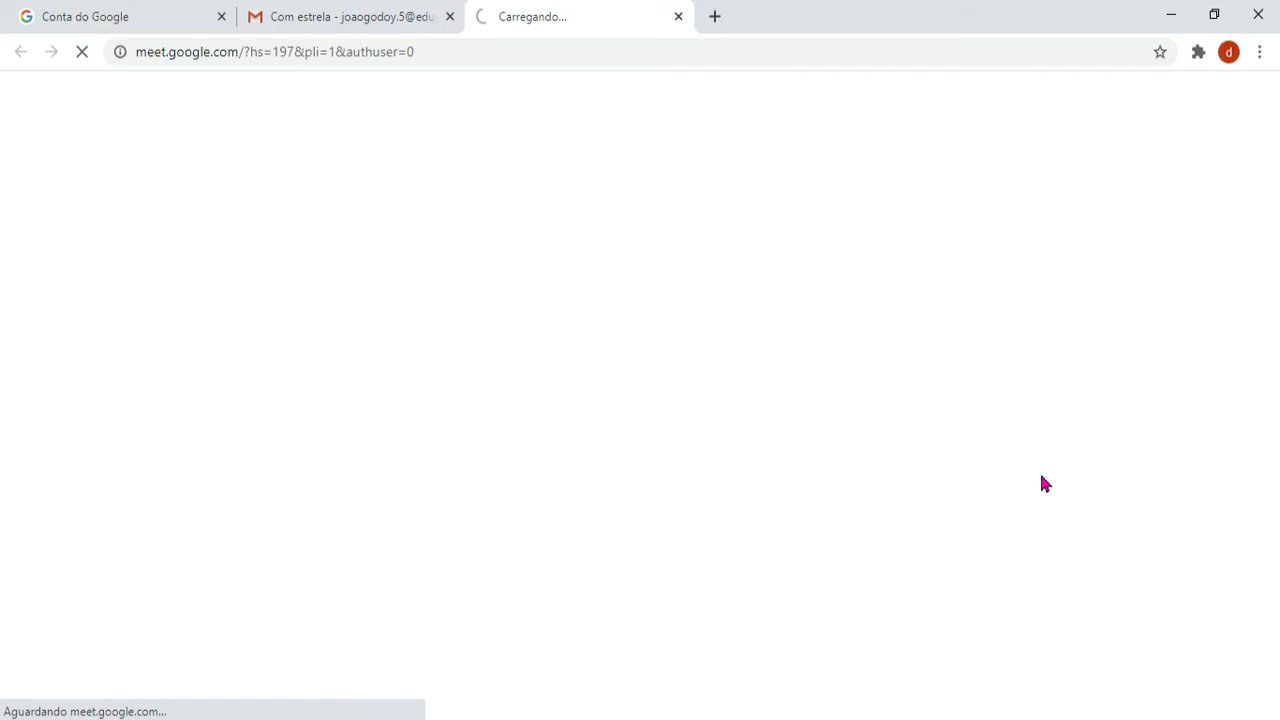 Conta do Google
Com estrela - joaogodoy.5@edu
Carregando...
meet.google.com/?hs=197&pli=1&authuser=0
d
Aguardando meet.google.com...